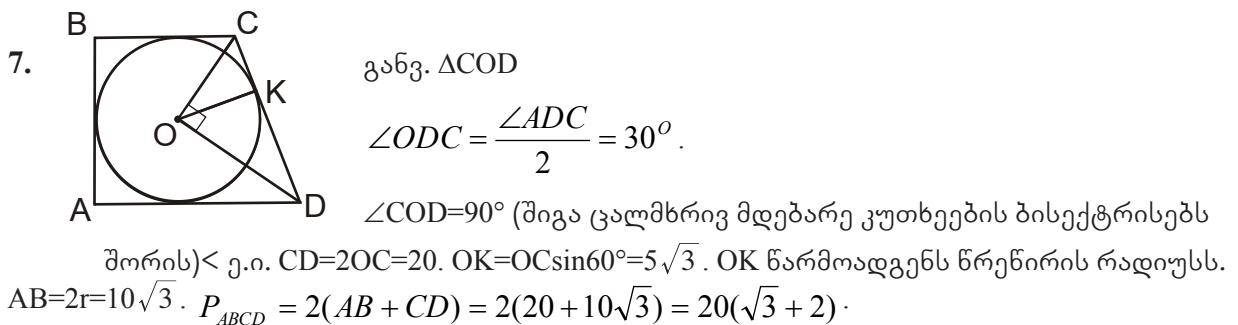 B C
7. განვ. ΔCOD
K
O ∠ODC = ∠ADC/2 = 30^O.
A D ∠COD=90° (შიგა ცალმხრივ მდებარე კუთხეების ბისექტრისებს
შორის)< ე.ი. CD=2OC=20. OK=OCsin60°=5√3. OK წარმოადგენს წრეწირის რადიუსს.
AB=2r=10√3. P_ABCD = 2(AB + CD) = 2(20 + 10√3) = 20(√3 + 2).